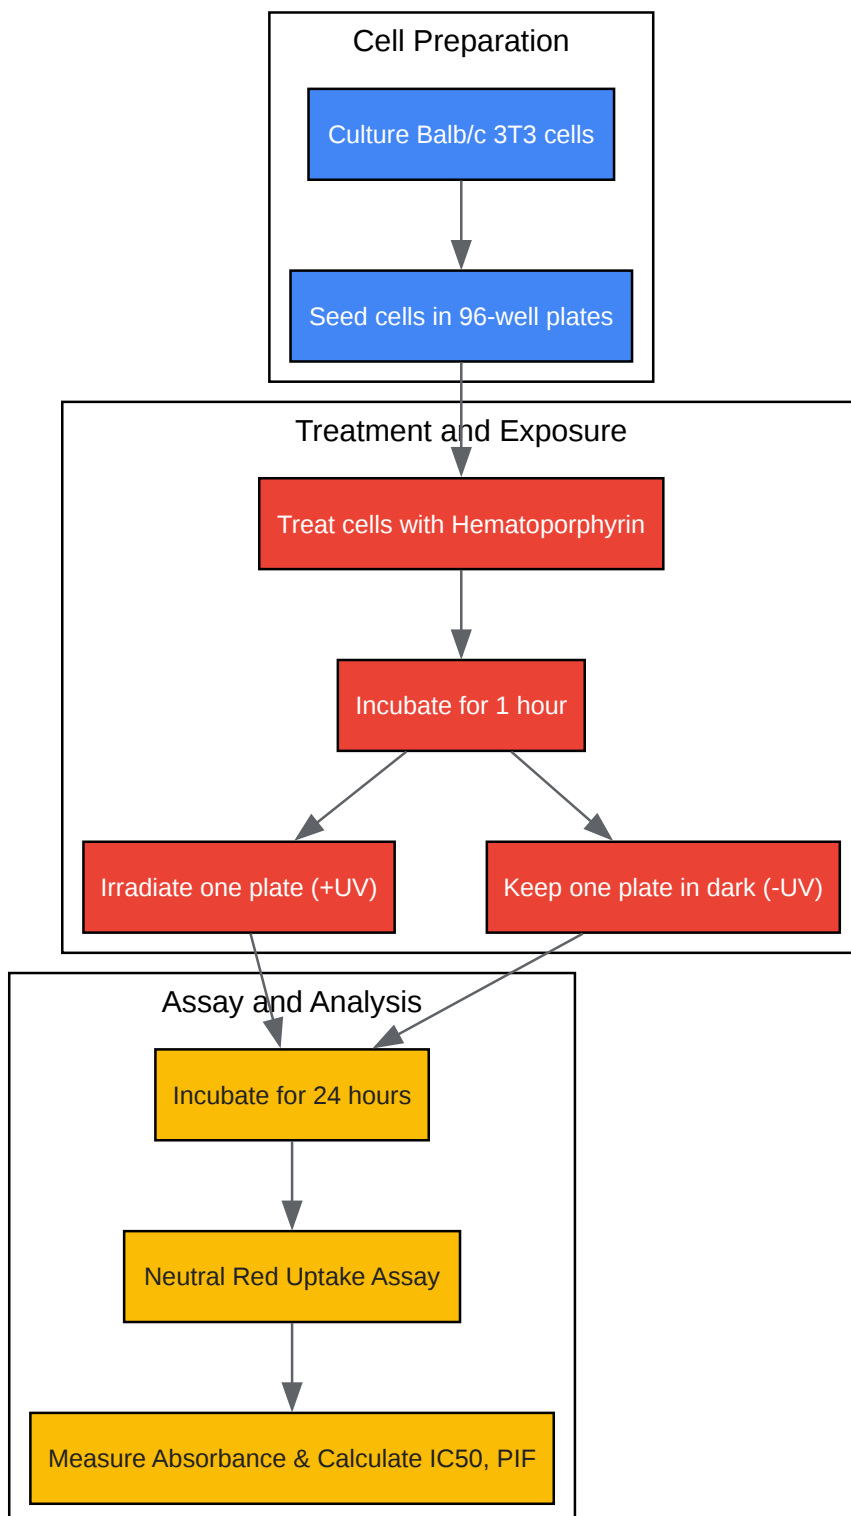 Cell Preparation
Culture Balb/c 3T3 cells
Seed cells in 96-well plates
Treatment and Exposure
Treat cells with Hematoporphyrin
Incubate for 1 hour
Irradiate one plate (+UV)
Keep one plate in dark (-UV)
Assay and Analysis
Incubate for 24 hours
Neutral Red Uptake Assay
Measure Absorbance & Calculate IC50, PIF